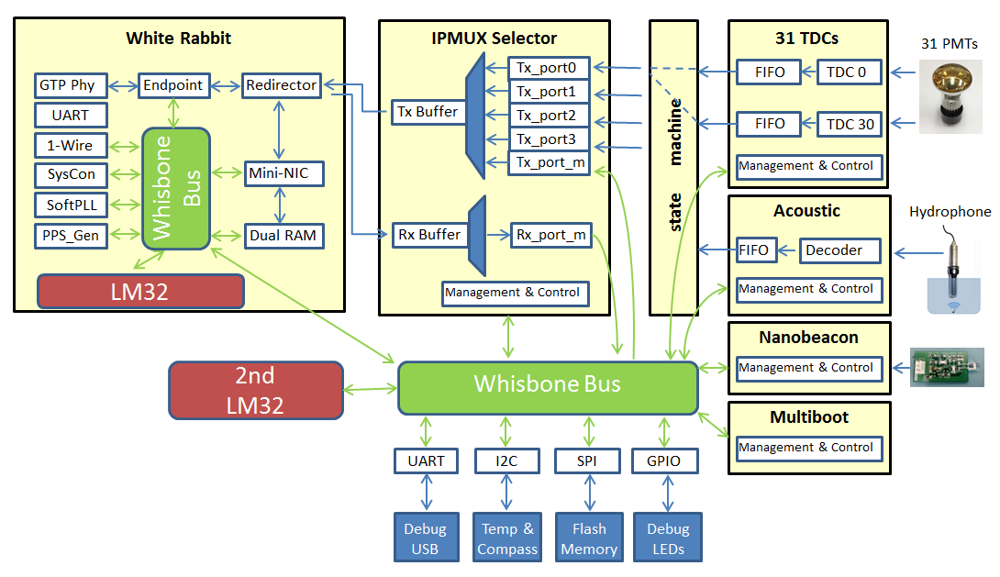 White Rabbit
GTP Phy
Endpoint
Redirector
UART
1-Wire
SysCon
SoftPLL
PPS_Gen
Whisbone
Bus
Mini-NIC
Dual RAM
LM32
IPMUX Selector
Tx Buffer
Tx_port0
Tx_port1
Tx_port2
Tx_port3
Tx_port_m
Rx Buffer
Rx_port_m
Management & Control
state
machine
31 TDCs
FIFO
TDC 0
FIFO
TDC 30
Management & Control
31 PMTs
Acoustic
FIFO
Decoder
Management & Control
Hydrophone
Nanobeacon
Management & Control
Multiboot
Management & Control
2nd
LM32
Whisbone Bus
UART
I2C
SPI
GPIO
Debug
USB
Temp &
Compass
Flash
Memory
Debug
LEDs